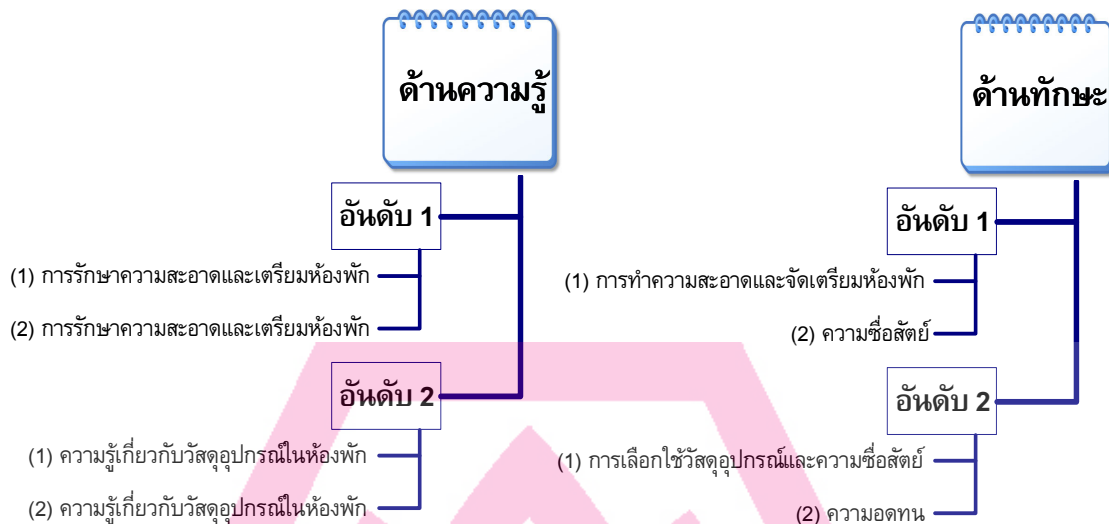 ด้านความรู้
อันดับ 1
(1) การรักษาความสะอาดและเตรียมห้องพัก
(2) การรักษาความสะอาดและเตรียมห้องพัก
อันดับ 2
(1) ความรู้เกี่ยวกับวัสดุอุปกรณ์ในห้องพัก
(2) ความรู้เกี่ยวกับวัสดุอุปกรณ์ในห้องพัก
ด้านทักษะ
อันดับ 1
(1) การทำความสะอาดและจัดเตรียมห้องพัก
(2) ความซื่อสัตย์
อันดับ 2
(1) การเลือกใช้วัสดุอุปกรณ์และความซื่อสัตย์
(2) ความอดทน